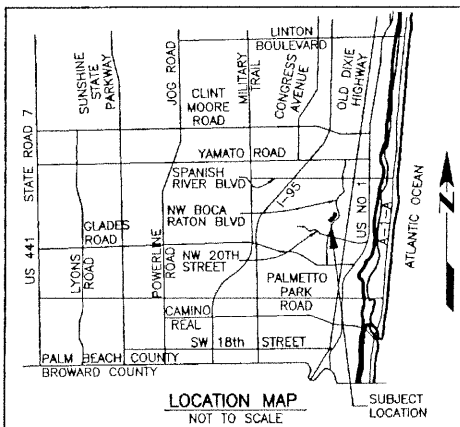 LINTON
BOULEVARD
SUNSHINE
STATE
PARKWAY
JOG ROAD
MILITARY
TRAIL
CONGRESS
AVENUE
OLD DIXIE
HIGHWAY
CLINT
MOORE
ROAD
STATE ROAD 7
YAMATO ROAD
SPANISH
RIVER BLVD
I-95
NW BOCA
RATON BLVD
US NO 1
A-1-A
ATLANTIC OCEAN
N
GLADES
ROAD
US 441
LYONS
ROAD
POWERLINE
ROAD
NW 20TH
STREET
PALMETTO
PARK
ROAD
CAMINO
REAL
SW 18th STREET
PALM BEACH COUNTY
BROWARD COUNTY
LOCATION MAP
NOT TO SCALE
SUBJECT
LOCATION